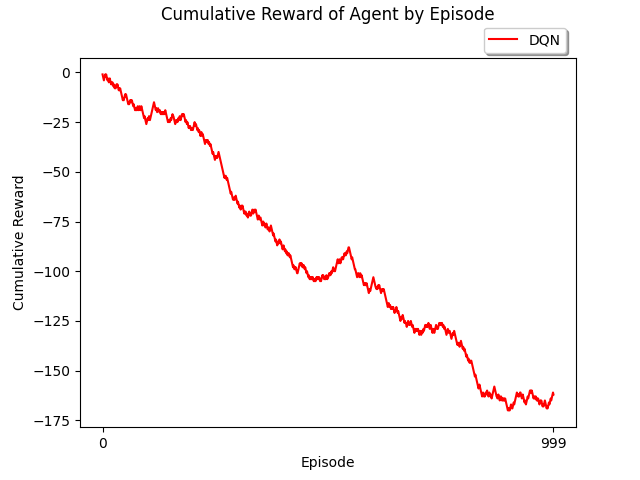 Cumulative Reward of Agent by Episode
DQN
0
−25
−50
−75
−100
−125
−150
−175
Cumulative Reward
0 999
Episode